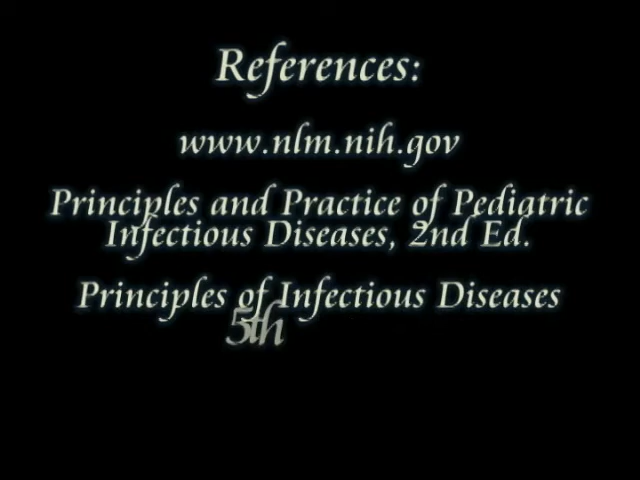 References:
www.nlm.nih.gov
Principles and Practice of Pediatric
Infectious Diseases, 2nd Ed.
Principles of Infectious Diseases
5th